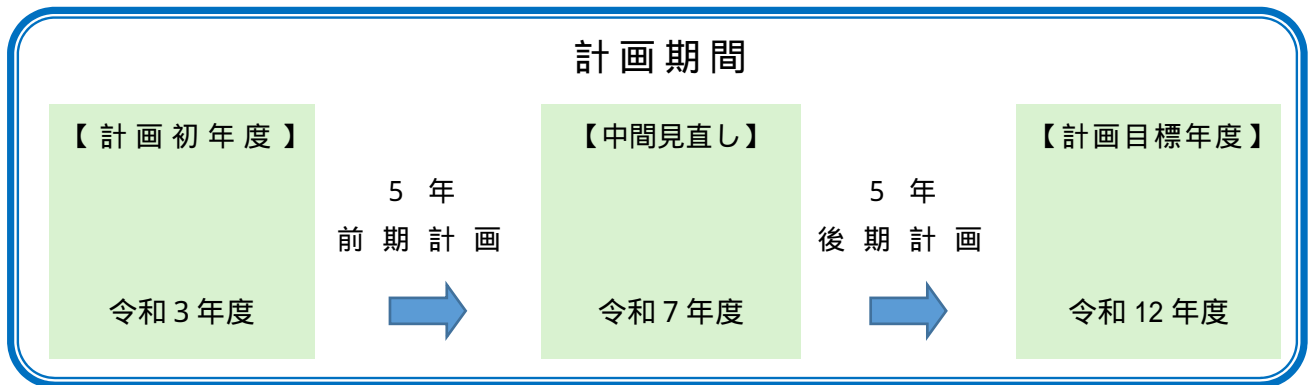 計画期間
【計画初年度】
令和3年度
5年
前期計画
【中間見直し】
令和7年度
5年
後期計画
【計画目標年度】
令和12年度